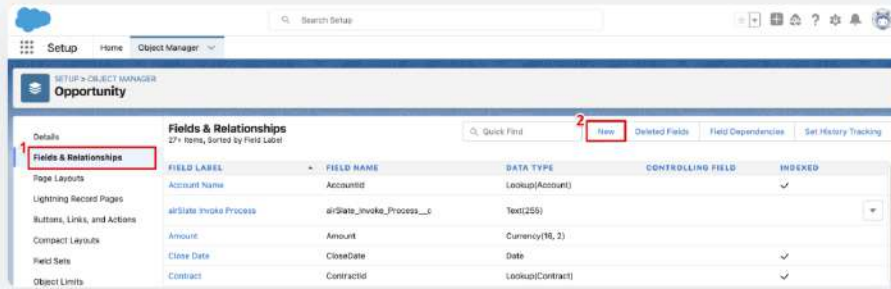 Search Setup
Setup Home Object Manager
SETUP > OBJECT MANAGER
Opportunity
Details
1
Fields & Relationships
Page Layouts
Lightning Record Pages
Buttons, Links, and Actions
Compact Layouts
Field Sets
Object Limits
Fields & Relationships
27+ Items, Sorted by Field Label
Quick Find
2
New Deleted Fields Field Dependencies Set History Tracking
FIELD LABEL FIELD NAME DATA TYPE CONTROLLING FIELD INDEXED
Account Name AccountId Lookup(Account)
airSlate Invoke Process airSlate_Invoke_Process__c Text(255)
Amount Amount Currency(16, 2)
Close Date CloseDate Date
Contract ContractId Lookup(Contract)